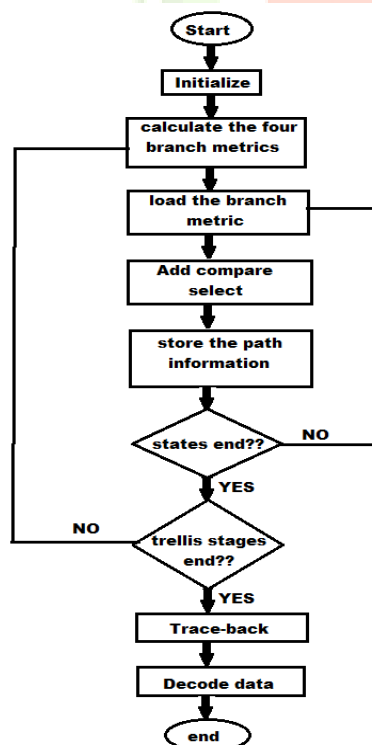 Start
Initialize
calculate the four
branch metrics
load the branch
metric
Add compare
select
store the path
information
states end??
NO
YES
NO
trellis stages
end??
YES
Trace-back
Decode data
end